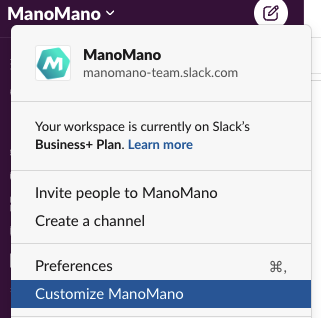 ManoMano
ManoMano
manomano-team.slack.com
Your workspace is currently on Slack's
Business+ Plan. Learn more
Invite people to ManoMano
Create a channel
Preferences ⌘,
Customize ManoMano